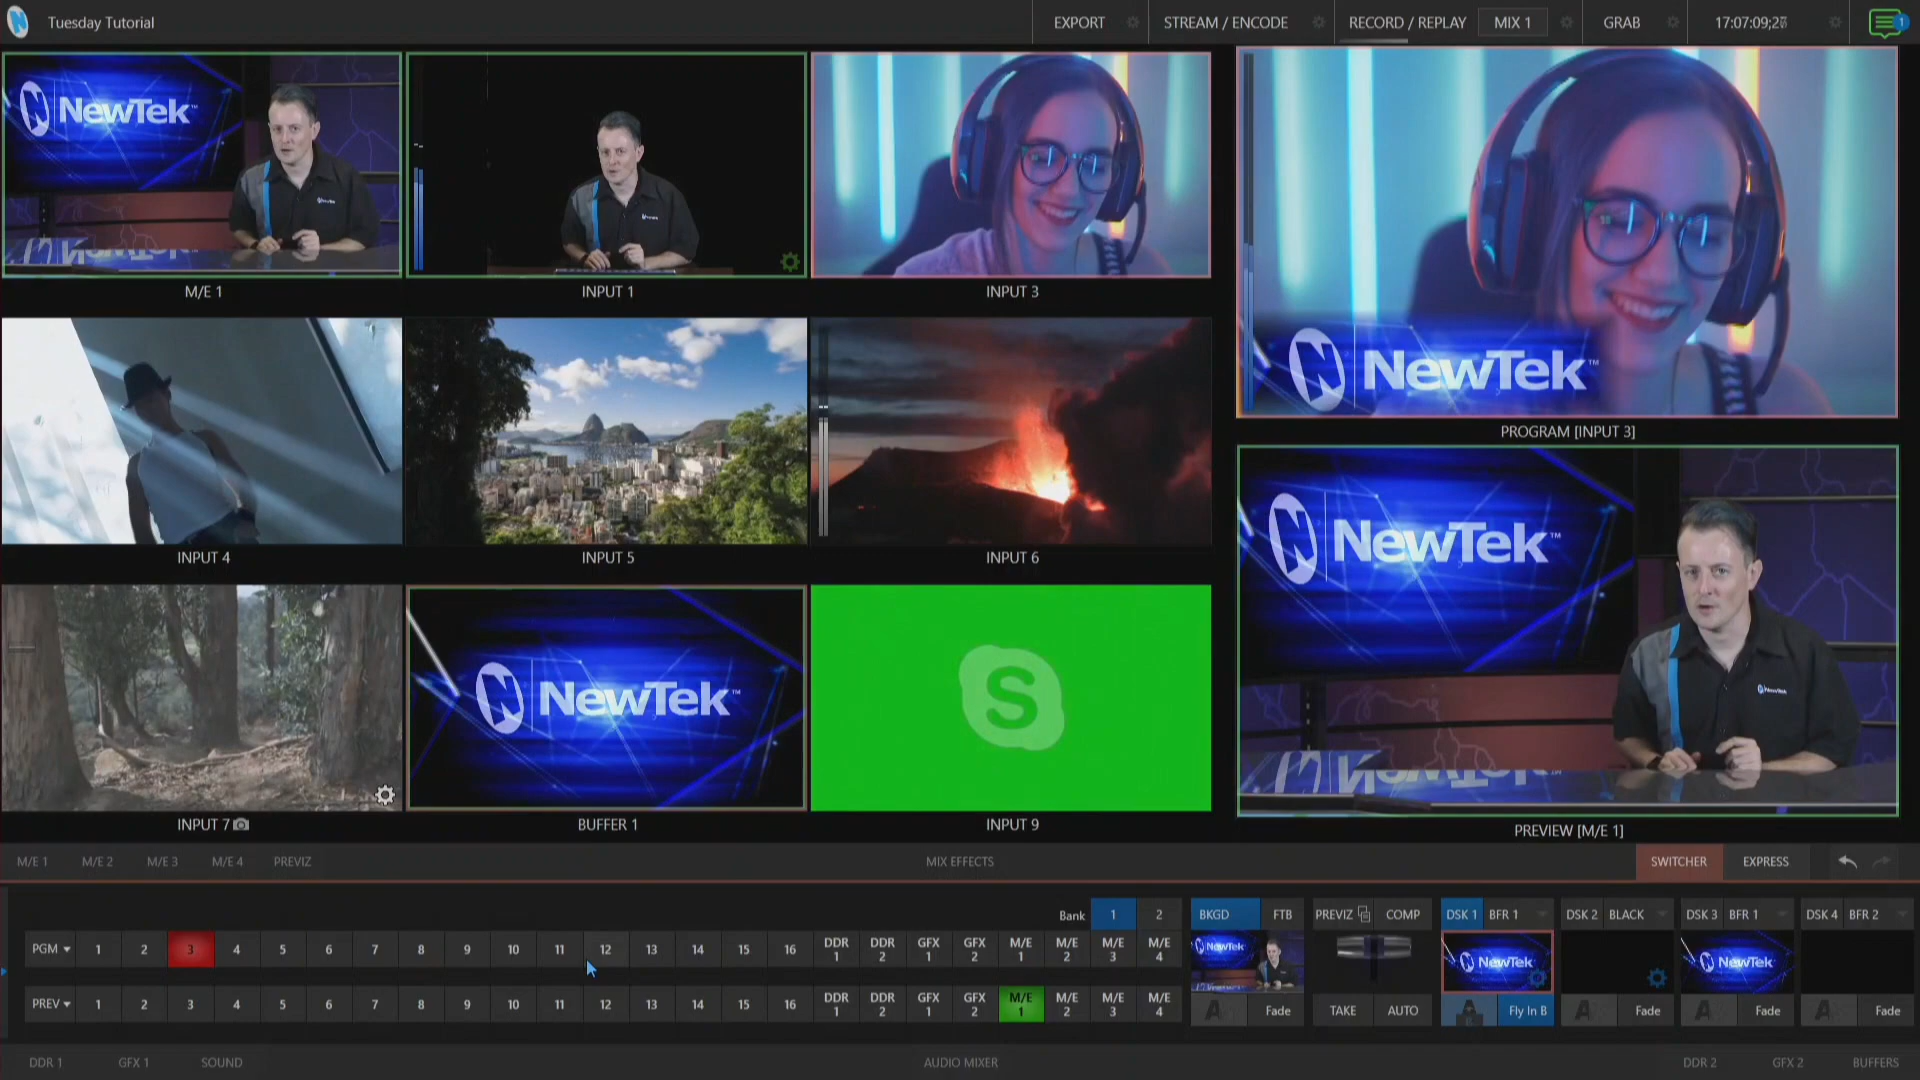 Tuesday Tutorial
EXPORT
STREAM / ENCODE
RECORD / REPLAY
MIX 1
GRAB
1
NewTek™
M/E 1
INPUT 1
INPUT 3
NewTek™
PROGRAM [INPUT 3]
INPUT 4
INPUT 5
INPUT 6
NewTek™
NewTek
PREVIEW [M/E 1]
INPUT 7
NewTek™
BUFFER 1
S
INPUT 9
M/E 1 M/E 2 M/E 3 M/E 4 PREVIZ
MIX EFFECTS
SWITCHER EXPRESS
Bank 1 2
PGM 1 2 3 4 5 6 7 8 9 10 11 12 13 14 15 16 DDR 1 DDR 2 GFX 1 GFX 2 M/E 1 M/E 2 M/E 3 M/E 4
PREV 1 2 3 4 5 6 7 8 9 10 11 12 13 14 15 16 DDR 1 DDR 2 GFX 1 GFX 2 M/E 1 M/E 2 M/E 3 M/E 4
BKGD FTB
NewTek
Fade
PREVIZ COMP
TAKE AUTO
DSK 1 BFR 1
NewTek
Fly In B
DSK 2 BLACK
Fade
DSK 3 BFR 1
NewTek
Fade
DSK 4 BFR 2
Fade
DDR 1 GFX 1 SOUND
AUDIO MIXER
DDR 2 GFX 2 BUFFERS